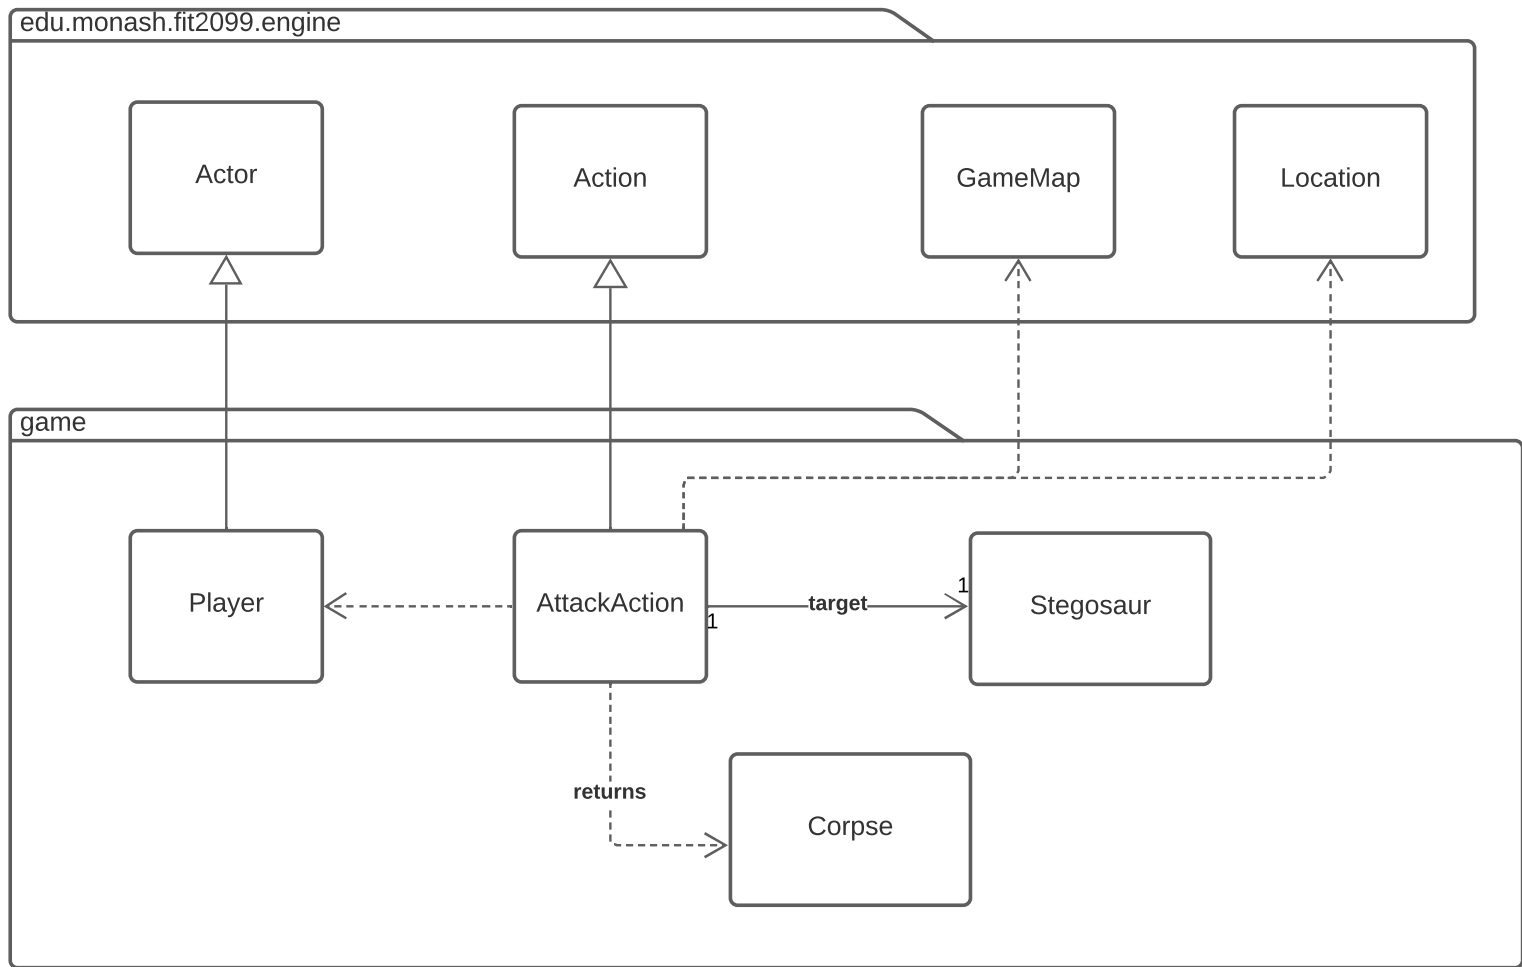 edu.monash.fit2099.engine
Actor
Action
GameMap
Location
game
Player
AttackAction
1
target
1
Stegosaur
returns
Corpse